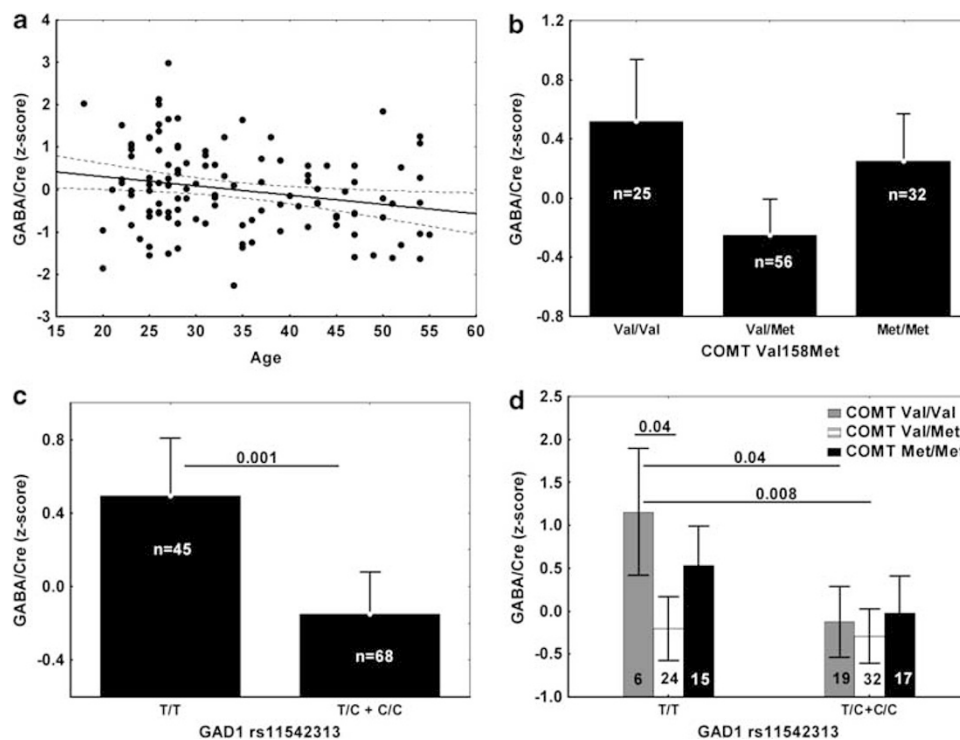 a
GABA/Cre (z-score)
4
3
2
1
0
-1
-2
-3
15 20 25 30 35 40 45 50 55 60
Age
b
GABA/Cre (z-score)
1.2
0.8
0.4
0.0
-0.4
-0.8
n=25
n=56
n=32
Val/Val Val/Met Met/Met
COMT Val158Met
c
GABA/Cre (z-score)
0.8
0.4
0.0
-0.4
0.001
n=45
n=68
T/T T/C + C/C
GAD1 rs11542313
d
GABA/Cre (z-score)
2.5
2.0
1.5
1.0
0.5
0.0
-0.5
-1.0
COMT Val/Val
COMT Val/Met
COMT Met/Met
0.04
0.04
0.008
6 24 15 19 32 17
T/T T/C+C/C
GAD1 rs11542313